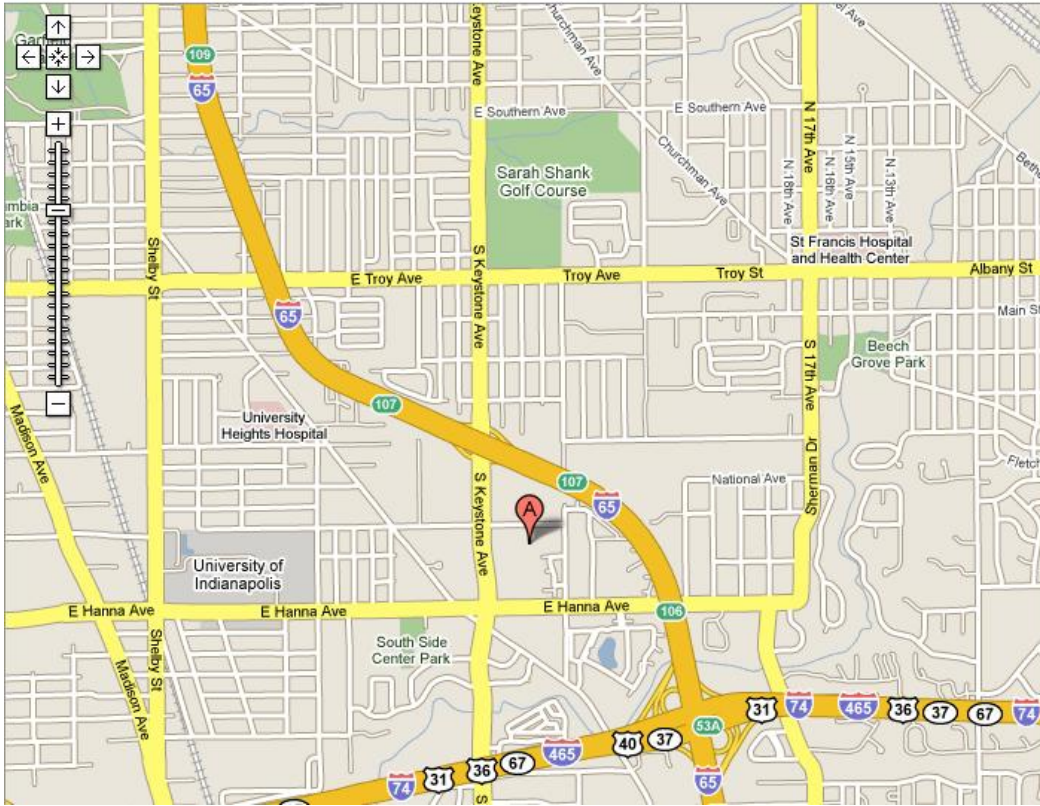 Churchman Ave
109
65
E Southern Ave
E Southern Ave
N 17th Ave
Sarah Shank
Golf Course
Churchman Ave
N 18th Ave
N 16th Ave
N 15th Ave
N 13th Ave
St Francis Hospital
and Health Center
Shelby St
S Keystone Ave
E Troy Ave
Troy Ave
Troy St
Albany St
65
S 17th Ave
Beech
Grove Park
107
University
Heights Hospital
Madison Ave
S Keystone Ave
107
65
National Ave
Sherman Dr
A
University of
Indianapolis
E Hanna Ave
E Hanna Ave
E Hanna Ave
106
Shelby St
South Side
Center Park
Madison Ave
53A
31
74
465
36
37
67
74
40
37
465
67
36
31
74
S
65